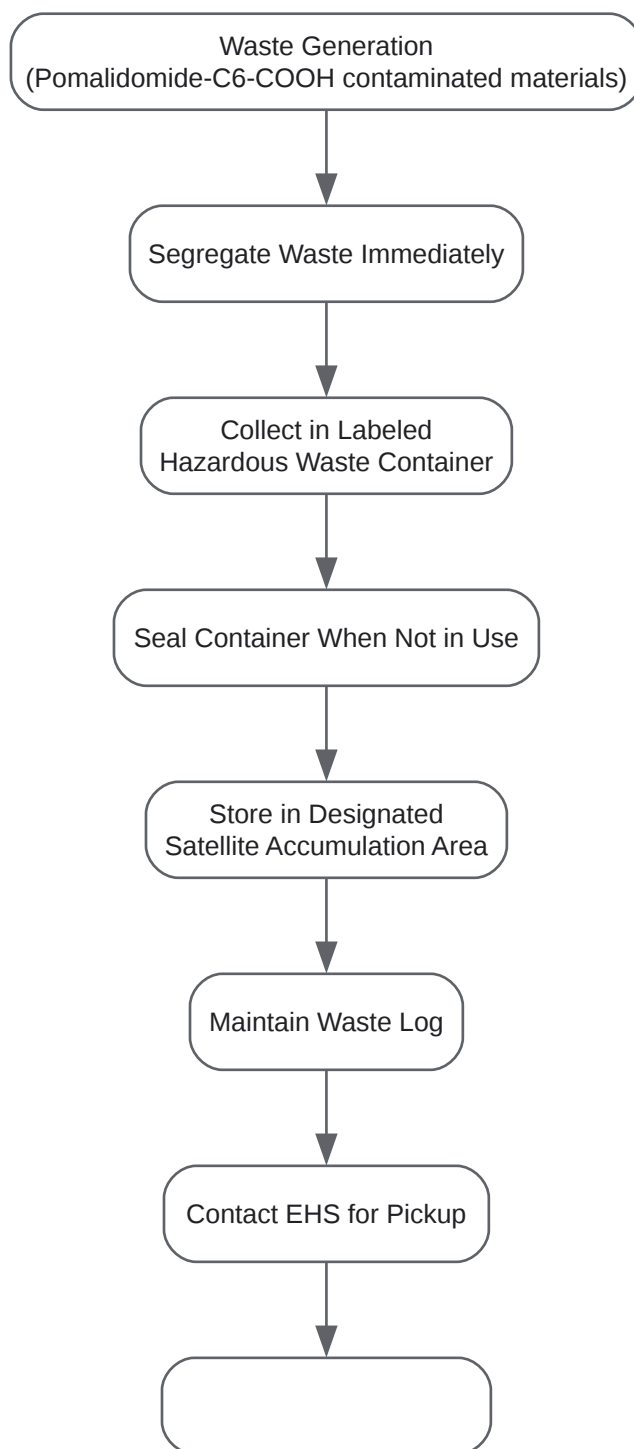 Waste Generation
(Pomalidomide-C6-COOH contaminated materials)
Segregate Waste Immediately
Collect in Labeled
Hazardous Waste Container
Seal Container When Not in Use
Store in Designated
Satellite Accumulation Area
Maintain Waste Log
Contact EHS for Pickup